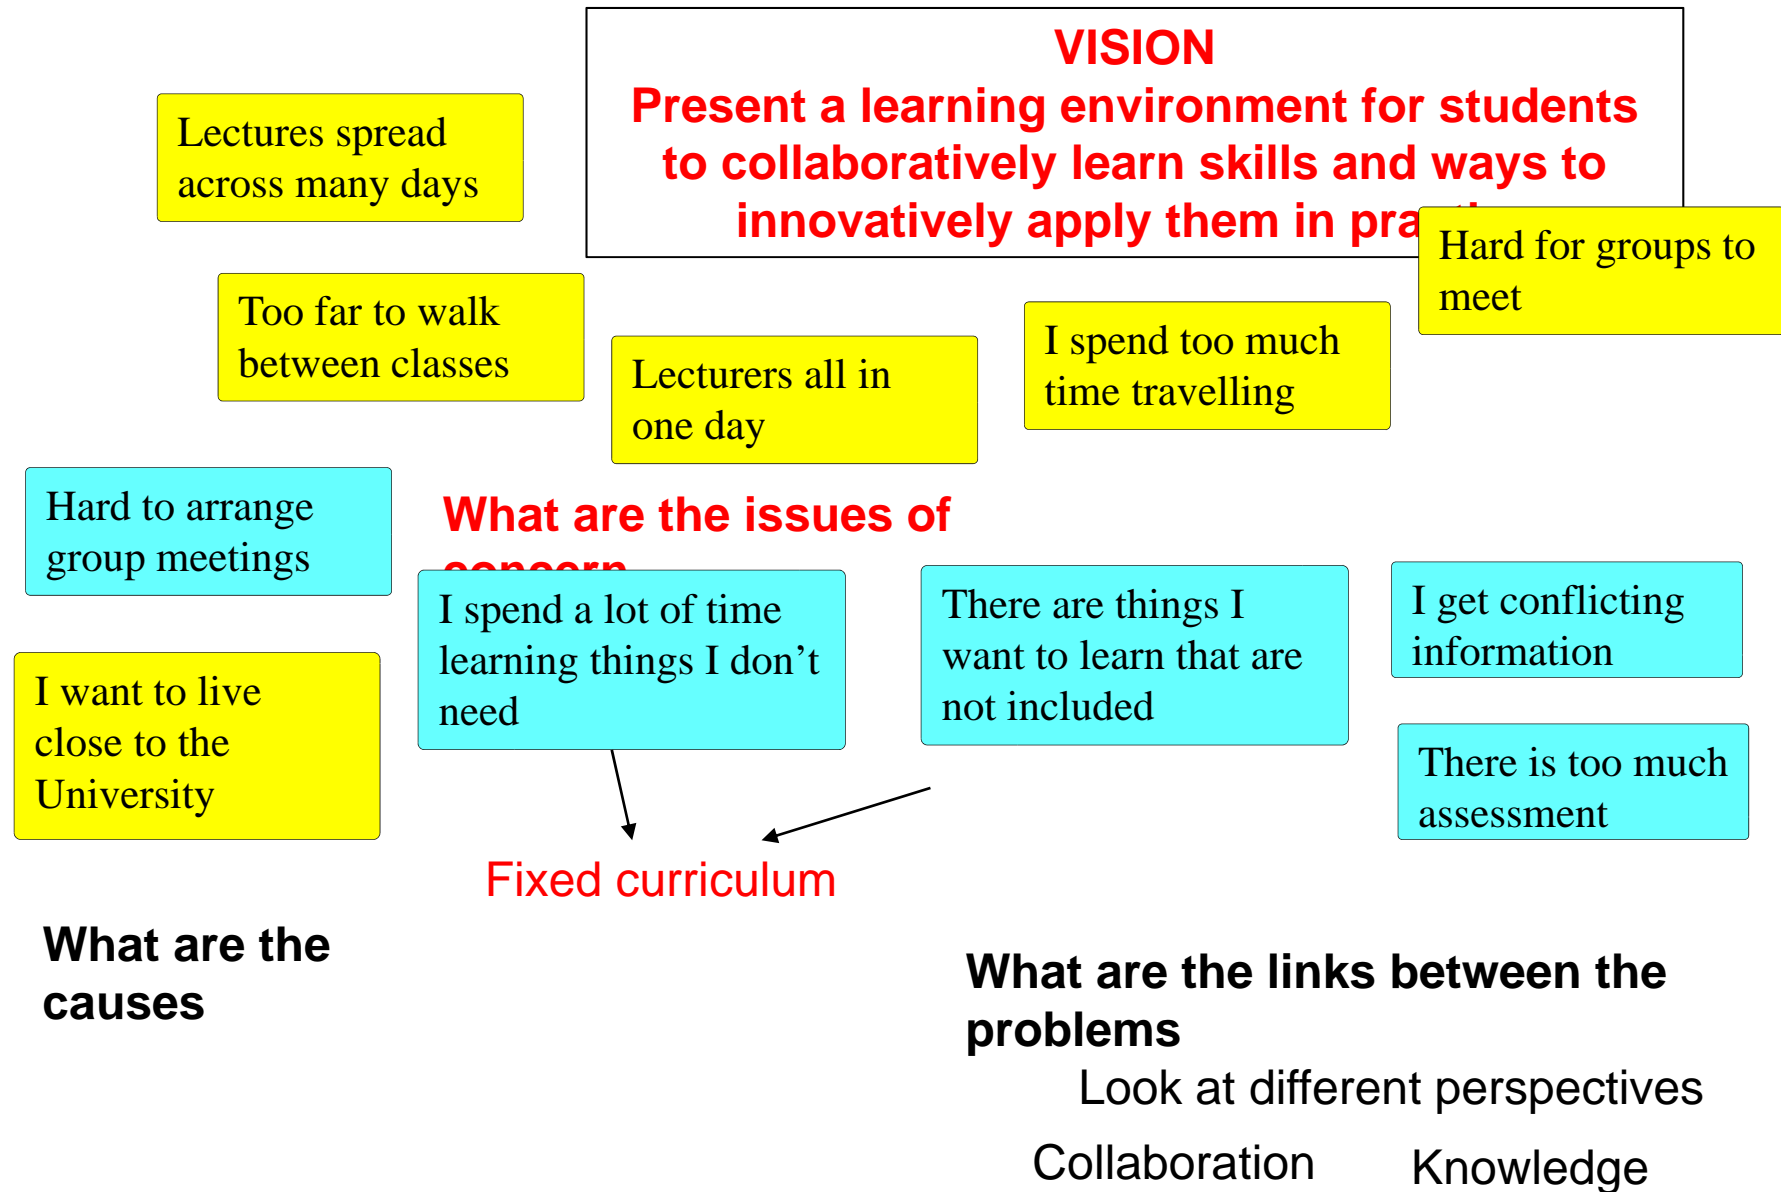 VISION
Present a learning environment for students
to collaboratively learn skills and ways to
innovatively apply them in
Lectures spread
across many days
Hard for groups to
meet
Too far to walk
between classes
I spend too much
time travelling
Lecturers all in
one day
Hard to arrange
group meetings
What are the issues of
concern
I spend a lot of time
learning things I don’t
need
There are things I
want to learn that are
not included
I get conflicting
information
I want to live
close to the
University
There is too much
assessment
Fixed curriculum
What are the
causes
What are the links between the
problems
Look at different perspectives
Collaboration
Knowledge